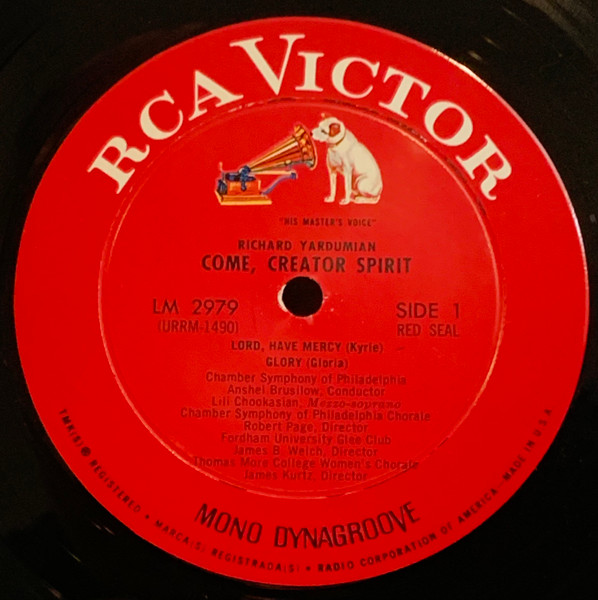 RCA VICTOR
"HIS MASTER'S VOICE"
RICHARD YARDUMIAN
COME, CREATOR SPIRIT
LM 2979
(URRM-1490)
SIDE 1
RED SEAL
LORD, HAVE MERCY (Kyrie)
GLORY (Gloria)
Chamber Symphony of Philadelphia
Anshel Brusilow, Conductor
Lili Chookasian, Mezzo-soprano
Chamber Symphony of Philadelphia Chorale
Robert Page, Director
Fordham University Glee Club
James B. Welch, Director
Thomas More College Women's Chorale
James Kurtz, Director
MONO DYNAGROOVE
TMK(S) ® REGISTERED • MARCA(S) REGISTRADA(S) • RADIO CORPORATION OF AMERICA—MADE IN U.S.A.